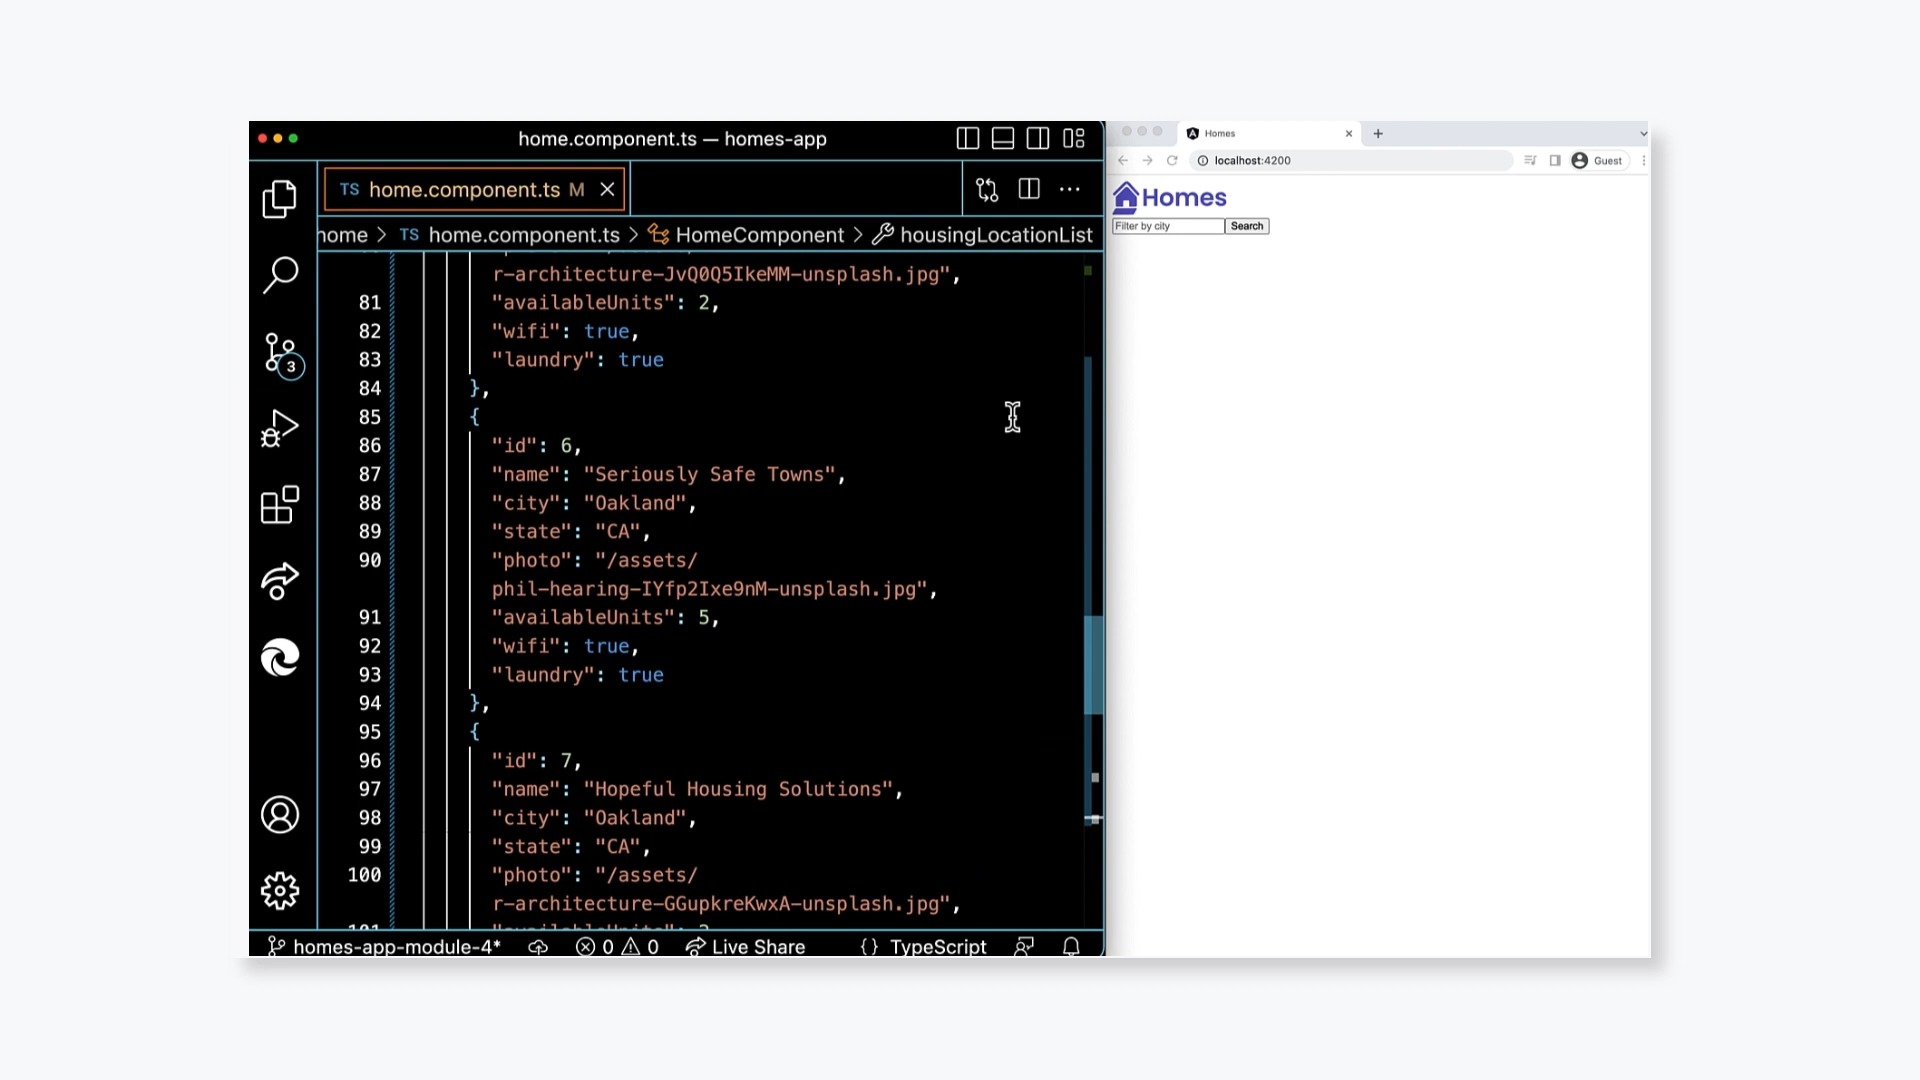 home.component.ts — homes-app
TS home.component.ts M
home > TS home.component.ts > HomeComponent > housingLocationList
r-architecture-JvQ0Q5IkeMM-unsplash.jpg",
81 "availableUnits": 2,
82 "wifi": true,
83 "laundry": true
84 },
85 {
86 "id": 6,
87 "name": "Seriously Safe Towns",
88 "city": "Oakland",
89 "state": "CA",
90 "photo": "/assets/
phil-hearing-IYfp2Ixe9nM-unsplash.jpg",
91 "availableUnits": 5,
92 "wifi": true,
93 "laundry": true
94 },
95 {
96 "id": 7,
97 "name": "Hopeful Housing Solutions",
98 "city": "Oakland",
99 "state": "CA",
100 "photo": "/assets/
r-architecture-GGupkreKwxA-unsplash.jpg",
3
homes-app-module-4* 0 0 Live Share {} TypeScript
Homes
localhost:4200 Guest
Homes
Filter by city Search